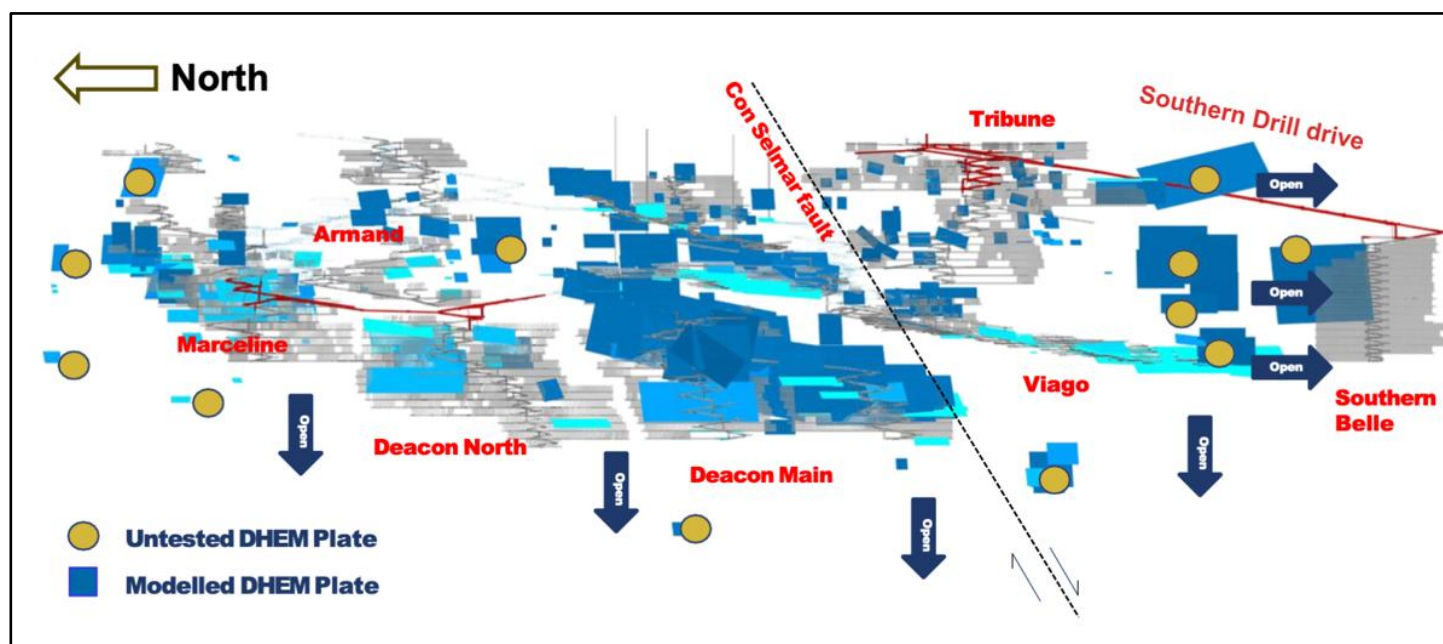 North
Con Selmar fault
Tribune
Southern Drill drive
Open
Armand
Open
Marceline
Viago
Open
Southern
Belle
Open
Deacon North
Open
Deacon Main
Open
Open
Untested DHEM Plate
Modelled DHEM Plate